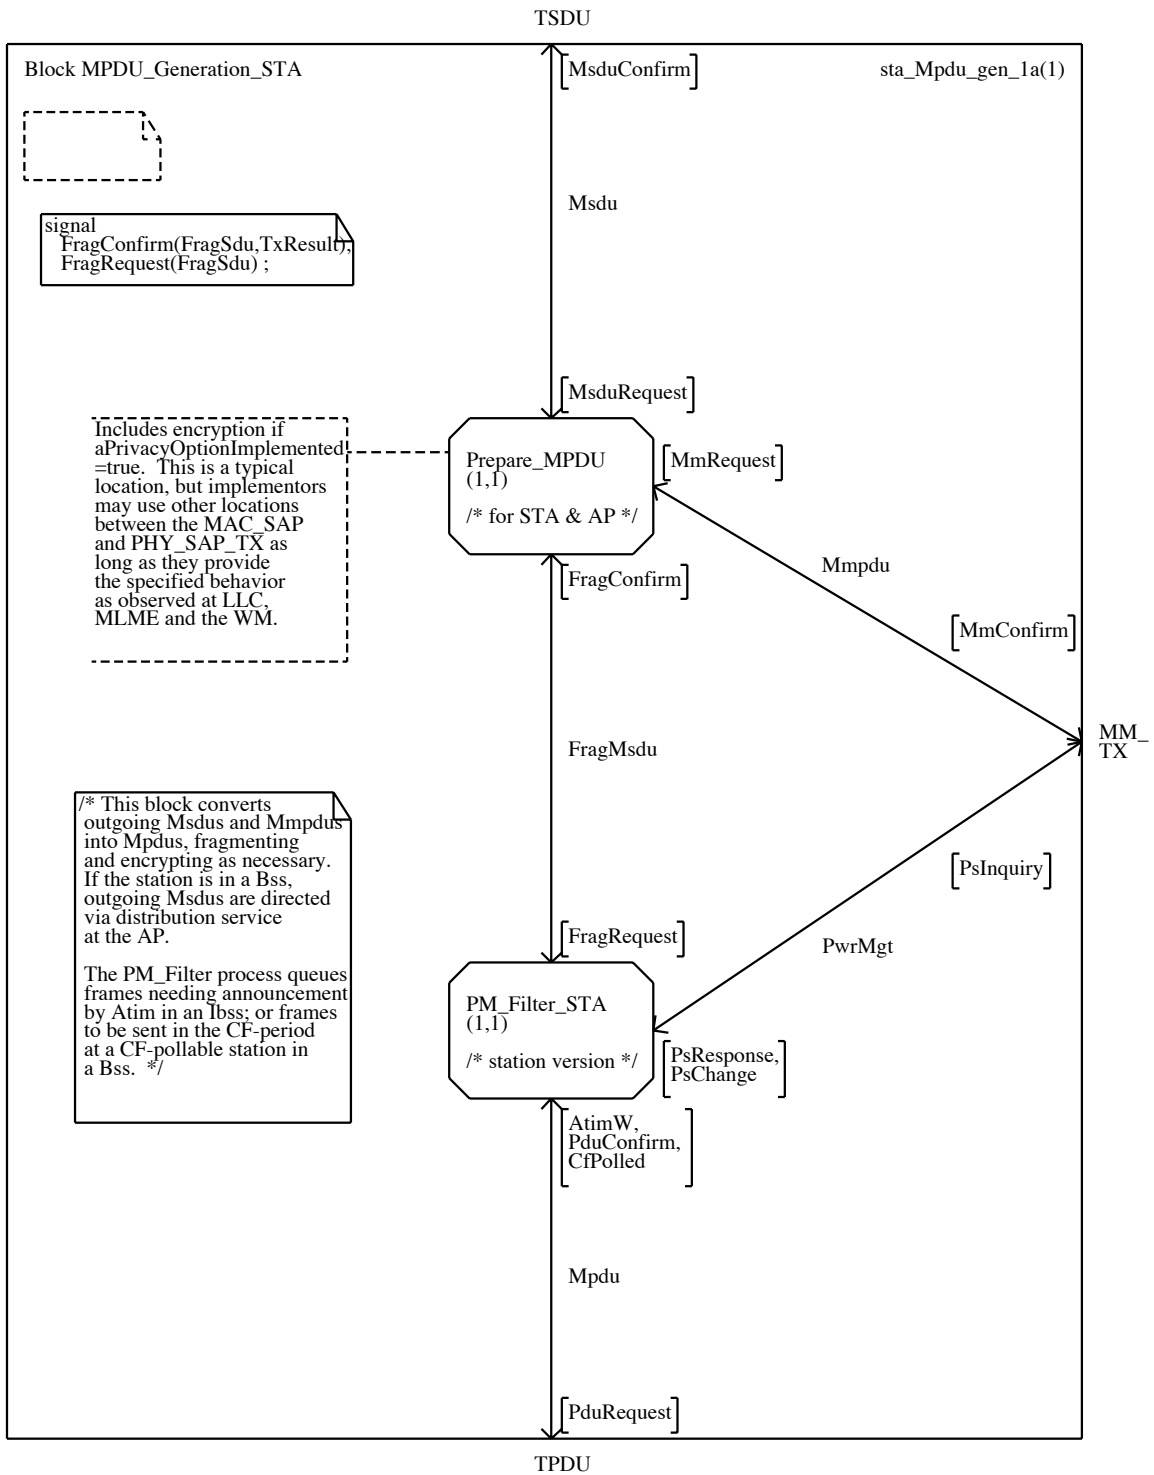 TSDU
Block MPDU_Generation_STA
[MsduConfirm]
sta_Mpdu_gen_1a(1)
Msdu
signal
FragConfirm(FragSdu,TxResult),
FragRequest(FragSdu) ;
[MsduRequest]
Includes encryption if
aPrivacyOptionImplemented
=true.  This is a typical
location, but implementors
may use other locations
between the MAC_SAP
and PHY_SAP_TX as
long as they provide
the specified behavior
as observed at LLC,
MLME and the WM.
Prepare_MPDU
(1,1)
/* for STA & AP */
[MmRequest]
[FragConfirm]
Mmpdu
[MmConfirm]
FragMsdu
MM_
TX
/* This block converts
outgoing Msdus and Mmpdus
into Mpdus, fragmenting
and encrypting as necessary.
If the station is in a Bss,
outgoing Msdus are directed
via distribution service
at the AP.
The PM_Filter process queues
frames needing announcement
by Atim in an Ibss; or frames
to be sent in the CF-period
at a CF-pollable station in
a Bss.  */
[PsInquiry]
[FragRequest]
PwrMgt
PM_Filter_STA
(1,1)
/* station version */
[PsResponse,
PsChange]
[AtimW,
PduConfirm,
CfPolled]
Mpdu
[PduRequest]
TPDU